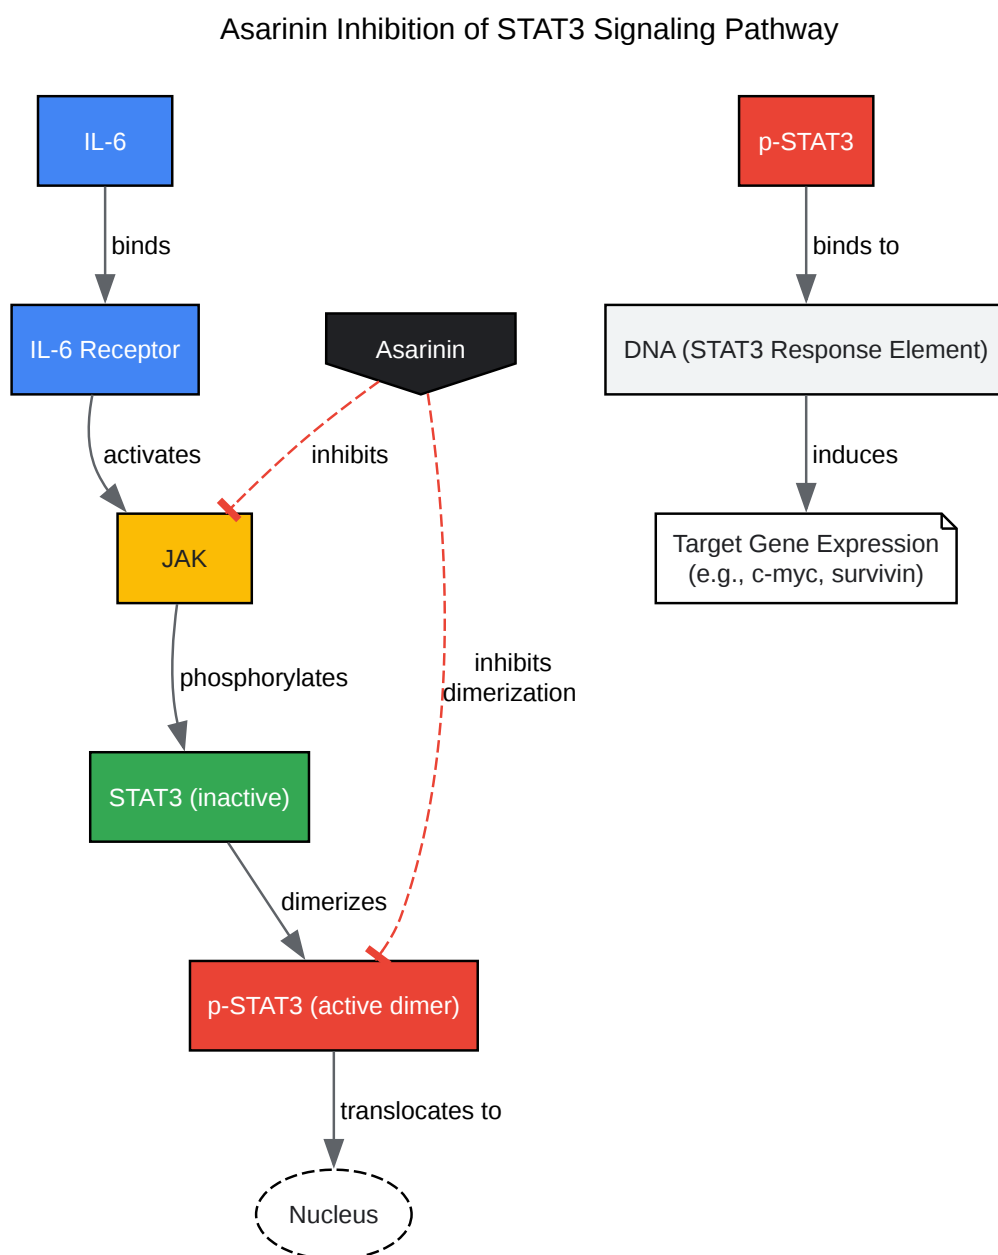 Asarinin Inhibition of STAT3 Signaling Pathway
IL-6
p-STAT3
binds
binds to
IL-6 Receptor
Asarinin
DNA (STAT3 Response Element)
activates
inhibits
induces
JAK
Target Gene Expression
(e.g., c-myc, survivin)
phosphorylates
inhibits
dimerization
STAT3 (inactive)
dimerizes
p-STAT3 (active dimer)
translocates to
Nucleus